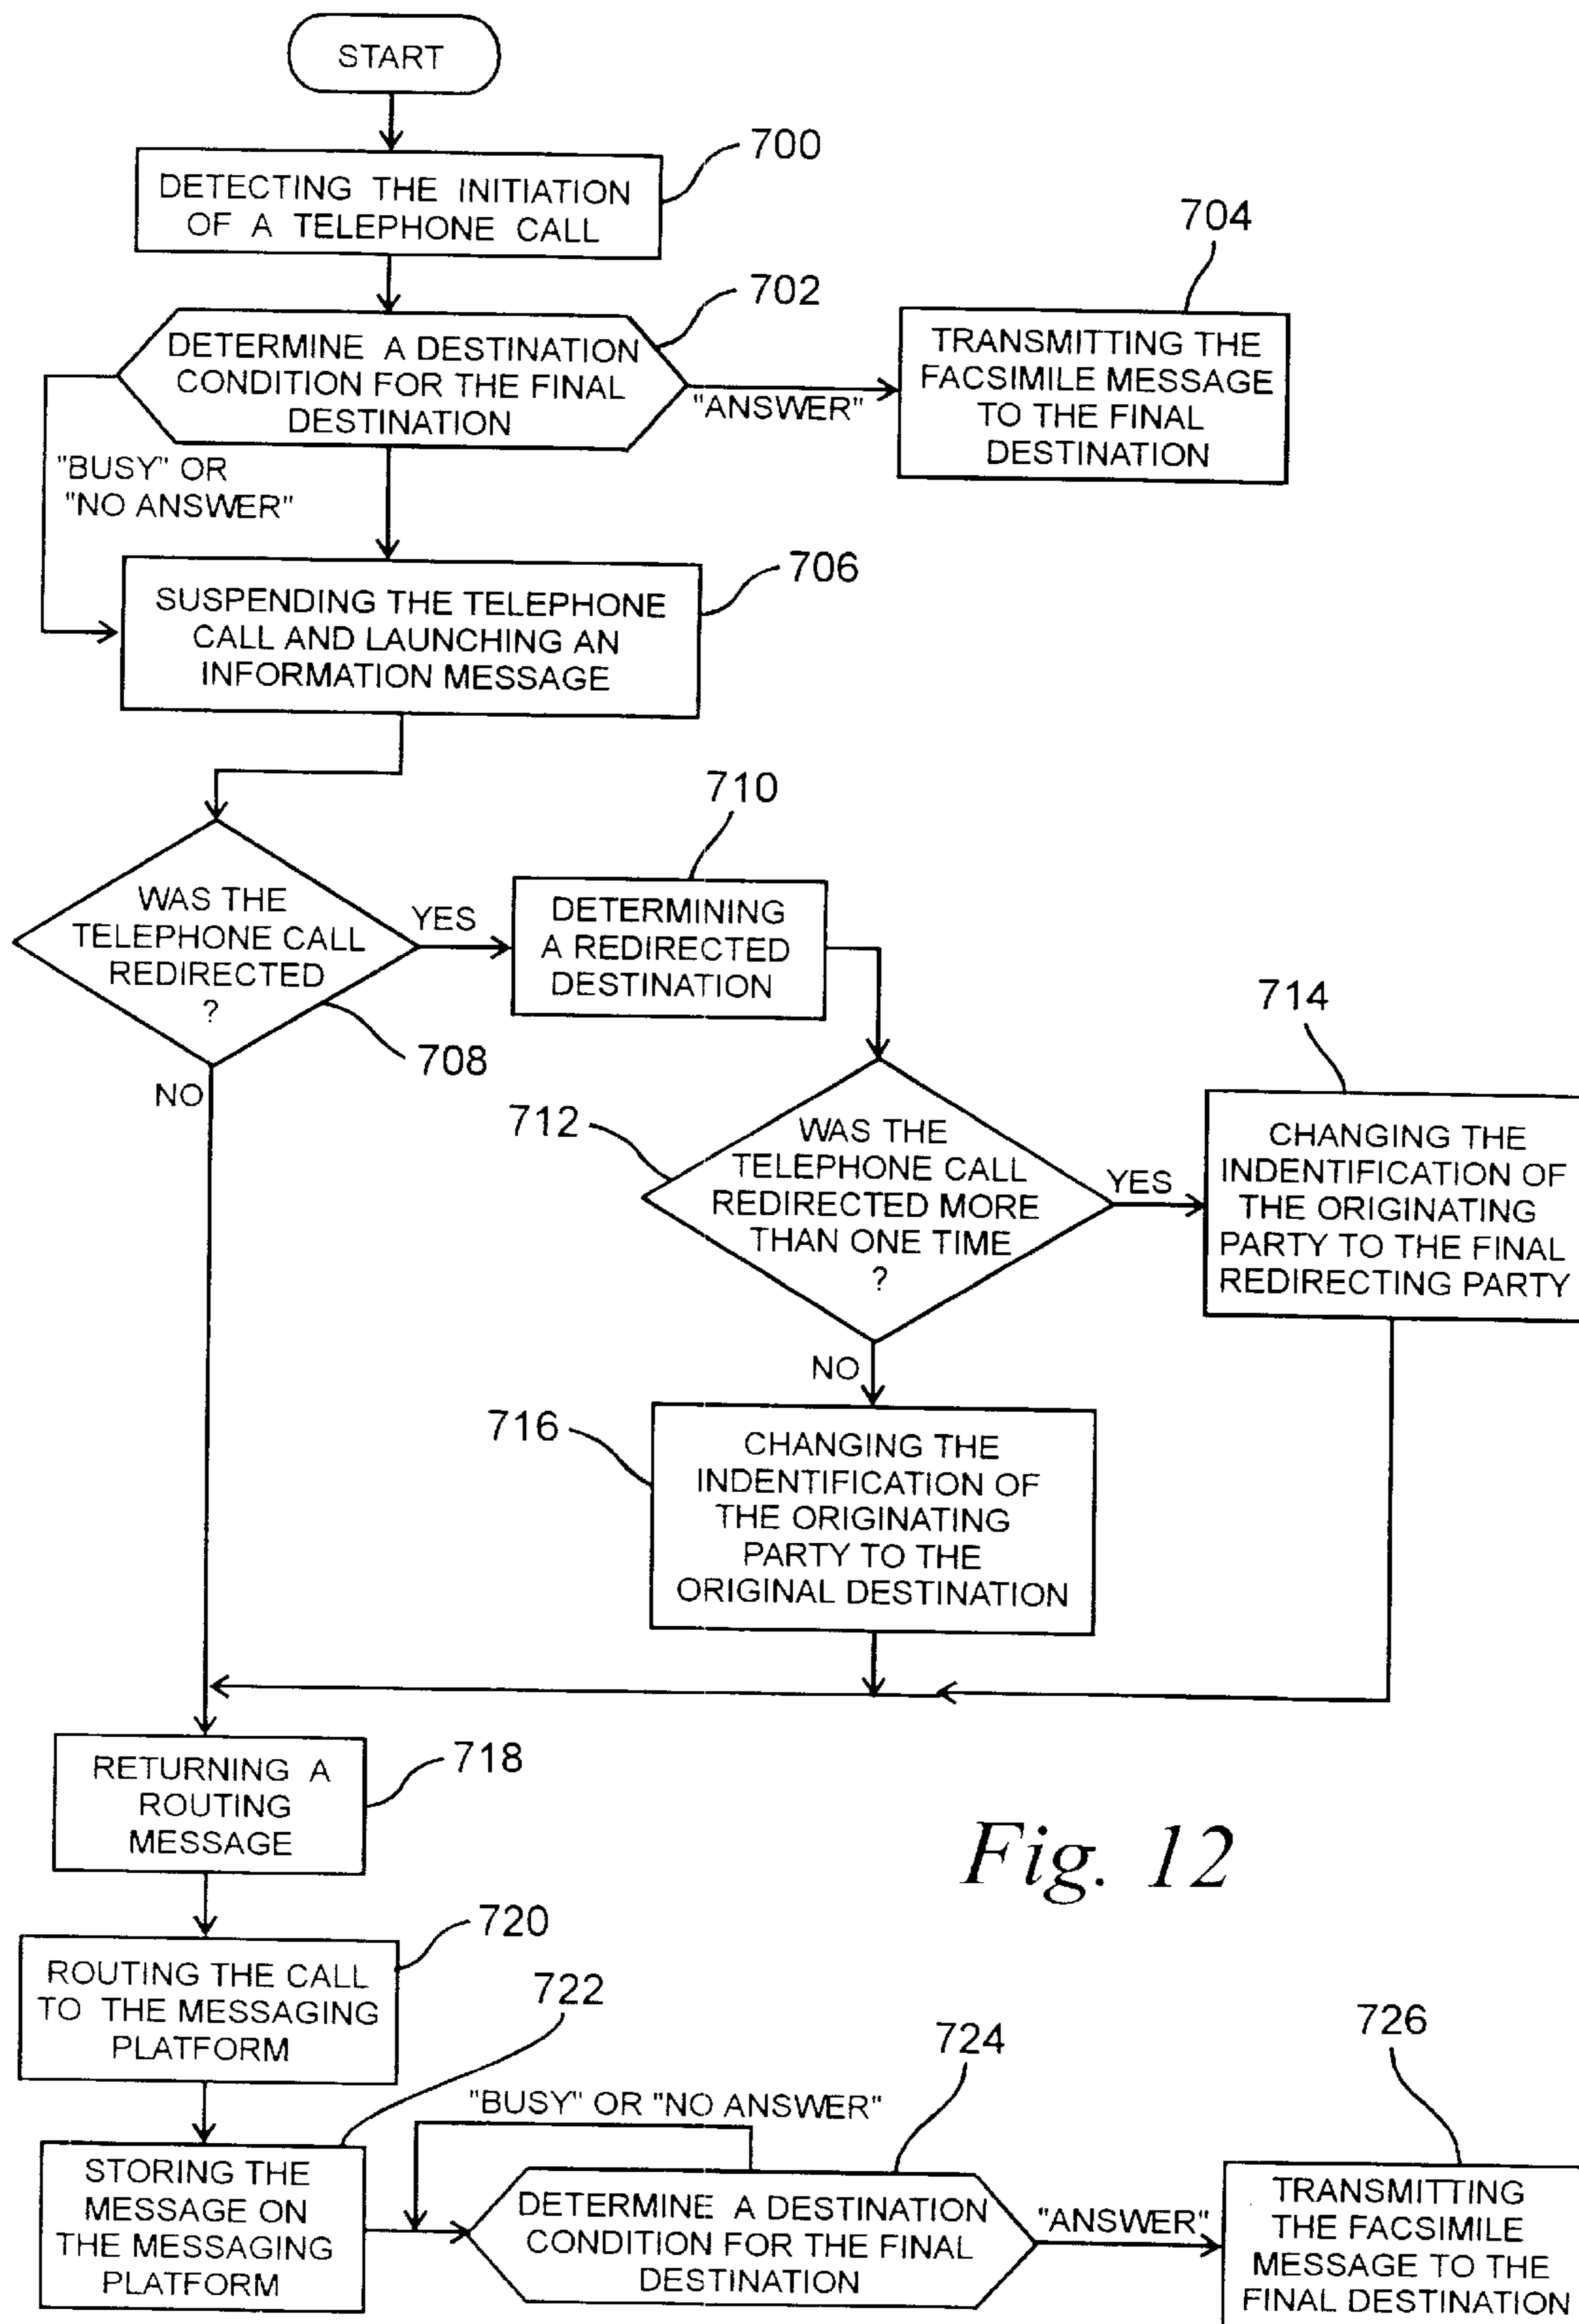 START
700
DETECTING THE INITIATION
OF A TELEPHONE CALL
702
DETERMINE A DESTINATION
CONDITION FOR THE FINAL
DESTINATION
"ANSWER"
704
TRANSMITTING THE
FACSIMILE MESSAGE
TO THE FINAL
DESTINATION
"BUSY" OR
"NO ANSWER"
706
SUSPENDING THE TELEPHONE
CALL AND LAUNCHING AN
INFORMATION MESSAGE
WAS THE
TELEPHONE CALL
REDIRECTED
?
708
YES
NO
710
DETERMINING
A REDIRECTED
DESTINATION
712
WAS THE
TELEPHONE CALL
REDIRECTED MORE
THAN ONE TIME
?
YES
NO
714
CHANGING THE
INDENTIFICATION OF
THE ORIGINATING
PARTY TO THE FINAL
REDIRECTING PARTY
716
CHANGING THE
INDENTIFICATION OF
THE ORIGINATING
PARTY TO THE
ORIGINAL DESTINATION
718
RETURNING A
ROUTING
MESSAGE
Fig. 12
720
ROUTING THE CALL
TO THE MESSAGING
PLATFORM
722
STORING THE
MESSAGE ON
THE MESSAGING
PLATFORM
"BUSY" OR "NO ANSWER"
724
DETERMINE A DESTINATION
CONDITION FOR THE FINAL
DESTINATION
"ANSWER"
726
TRANSMITTING
THE FACSIMILE
MESSAGE TO THE
FINAL DESTINATION